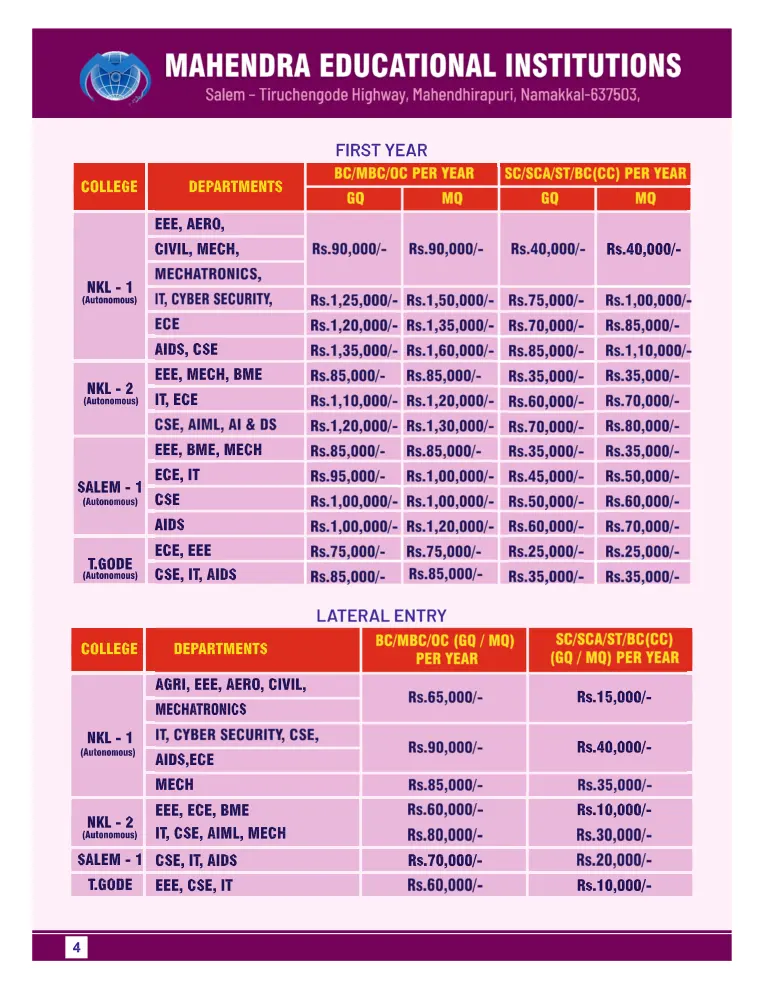 MAHENDRA EDUCATIONAL INSTITUTIONS
Salem – Tiruchengode Highway, Mahendhirapuri, Namakkal-637503,
FIRST YEAR
COLLEGE DEPARTMENTS BC/MBC/OC PER YEAR SC/SCA/ST/BC(CC) PER YEAR
GQ MQ GQ MQ
NKL - 1
(Autonomous)
EEE, AERO,
CIVIL, MECH, Rs.90,000/- Rs.90,000/- Rs.40,000/- Rs.40,000/-
MECHATRONICS,
IT, CYBER SECURITY, Rs.1,25,000/- Rs.1,50,000/- Rs.75,000/- Rs.1,00,000/-
ECE Rs.1,20,000/- Rs.1,35,000/- Rs.70,000/- Rs.85,000/-
AIDS, CSE Rs.1,35,000/- Rs.1,60,000/- Rs.85,000/- Rs.1,10,000/-
NKL - 2
(Autonomous)
EEE, MECH, BME Rs.85,000/- Rs.85,000/- Rs.35,000/- Rs.35,000/-
IT, ECE Rs.1,10,000/- Rs.1,20,000/- Rs.60,000/- Rs.70,000/-
CSE, AIML, AI & DS Rs.1,20,000/- Rs.1,30,000/- Rs.70,000/- Rs.80,000/-
SALEM - 1
(Autonomous)
EEE, BME, MECH Rs.85,000/- Rs.85,000/- Rs.35,000/- Rs.35,000/-
ECE, IT Rs.95,000/- Rs.1,00,000/- Rs.45,000/- Rs.50,000/-
CSE Rs.1,00,000/- Rs.1,00,000/- Rs.50,000/- Rs.60,000/-
AIDS Rs.1,00,000/- Rs.1,20,000/- Rs.60,000/- Rs.70,000/-
T.GODE
(Autonomous)
ECE, EEE Rs.75,000/- Rs.75,000/- Rs.25,000/- Rs.25,000/-
CSE, IT, AIDS Rs.85,000/- Rs.85,000/- Rs.35,000/- Rs.35,000/-
LATERAL ENTRY
COLLEGE DEPARTMENTS BC/MBC/OC (GQ / MQ) PER YEAR SC/SCA/ST/BC(CC) (GQ / MQ) PER YEAR
NKL - 1
(Autonomous)
AGRI, EEE, AERO, CIVIL,
MECHATRONICS Rs.65,000/- Rs.15,000/-
IT, CYBER SECURITY, CSE,
AIDS,ECE Rs.90,000/- Rs.40,000/-
MECH Rs.85,000/- Rs.35,000/-
NKL - 2
(Autonomous)
EEE, ECE, BME Rs.60,000/- Rs.10,000/-
IT, CSE, AIML, MECH Rs.80,000/- Rs.30,000/-
SALEM - 1 CSE, IT, AIDS Rs.70,000/- Rs.20,000/-
T.GODE EEE, CSE, IT Rs.60,000/- Rs.10,000/-
4